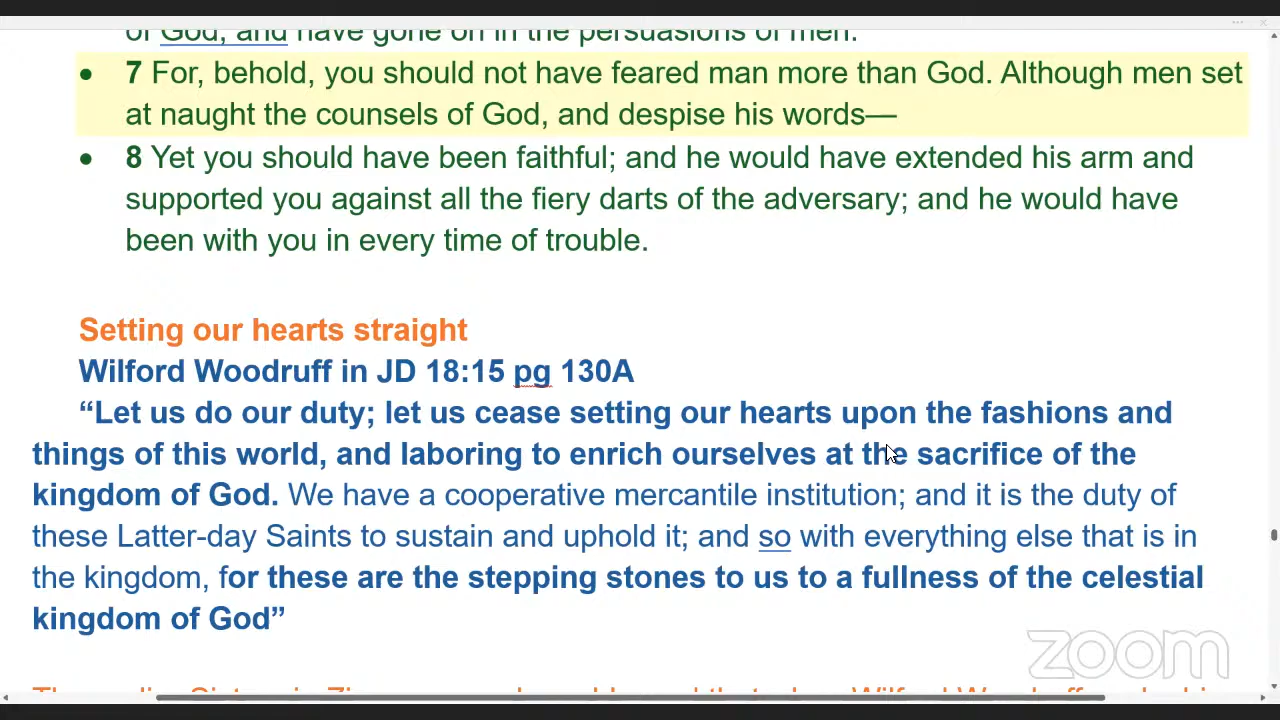 of God, and have gone on in the persuasions of men.
• 7 For, behold, you should not have feared man more than God. Although men set
at naught the counsels of God, and despise his words—
• 8 Yet you should have been faithful; and he would have extended his arm and
supported you against all the fiery darts of the adversary; and he would have
been with you in every time of trouble.
Setting our hearts straight
Wilford Woodruff in JD 18:15 pg 130A
“Let us do our duty; let us cease setting our hearts upon the fashions and
things of this world, and laboring to enrich ourselves at the sacrifice of the
kingdom of God. We have a cooperative mercantile institution; and it is the duty of
these Latter-day Saints to sustain and uphold it; and so with everything else that is in
the kingdom, for these are the stepping stones to us to a fullness of the celestial
kingdom of God”
zoom